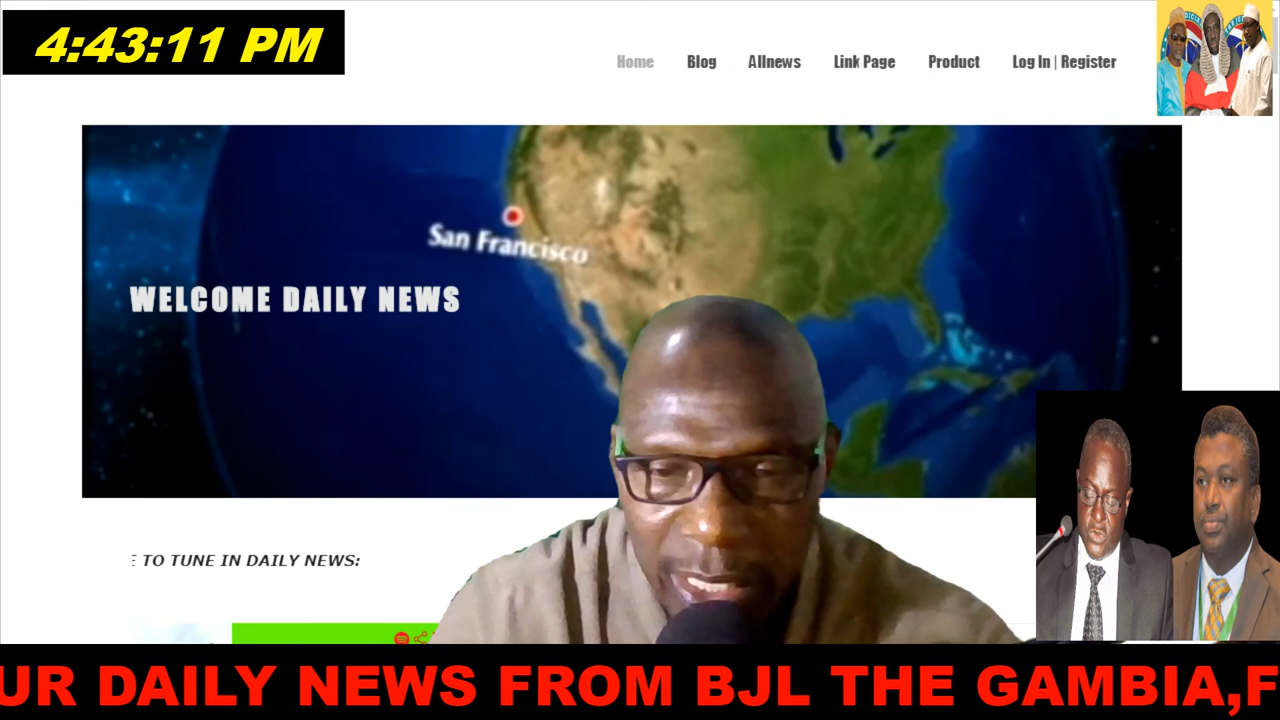 4:43:11 PM
Home Blog Allnews Link Page Product Log In | Register
San Francisco
WELCOME DAILY NEWS
TO TUNE IN DAILY NEWS:
UR DAILY NEWS FROM BJL THE GAMBIA,F